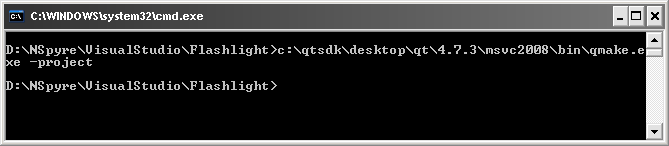 C:\WINDOWS\system32\cmd.exe
D:\NSpyre\VisualStudio\Flashlight>c:\qtsdk\desktop\qt\4.7.3\msvc2008\bin\qmake.e
xe -project
D:\NSpyre\VisualStudio\Flashlight>